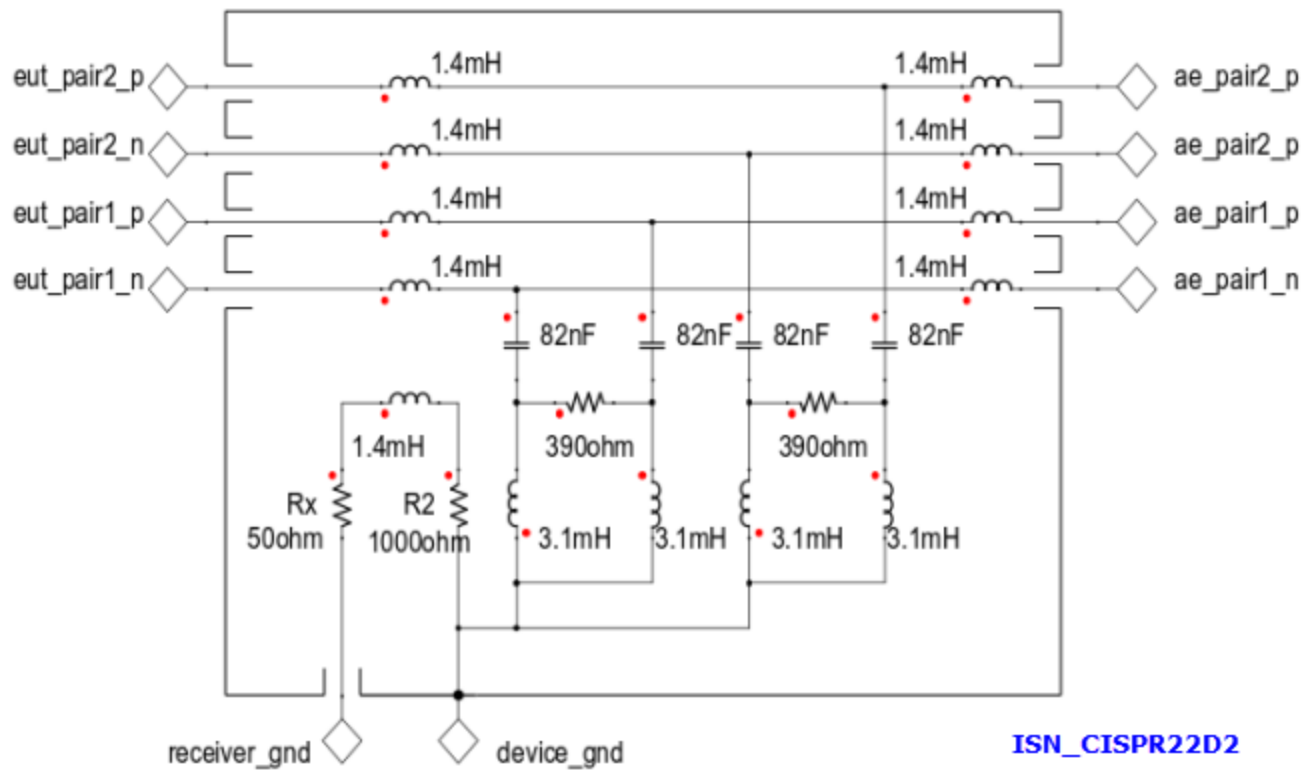 1.4mH 1.4mH
eut_pair2_p ae_pair2_p
1.4mH 1.4mH
eut_pair2_n ae_pair2_p
1.4mH 1.4mH
eut_pair1_p ae_pair1_p
1.4mH 1.4mH
eut_pair1_n ae_pair1_n
82nF 82nF 82nF 82nF
1.4mH 390ohm 390ohm
Rx R2
50ohm 1000ohm 3.1mH 3.1mH 3.1mH 3.1mH
receiver_gnd device_gnd ISN_CISPR22D2